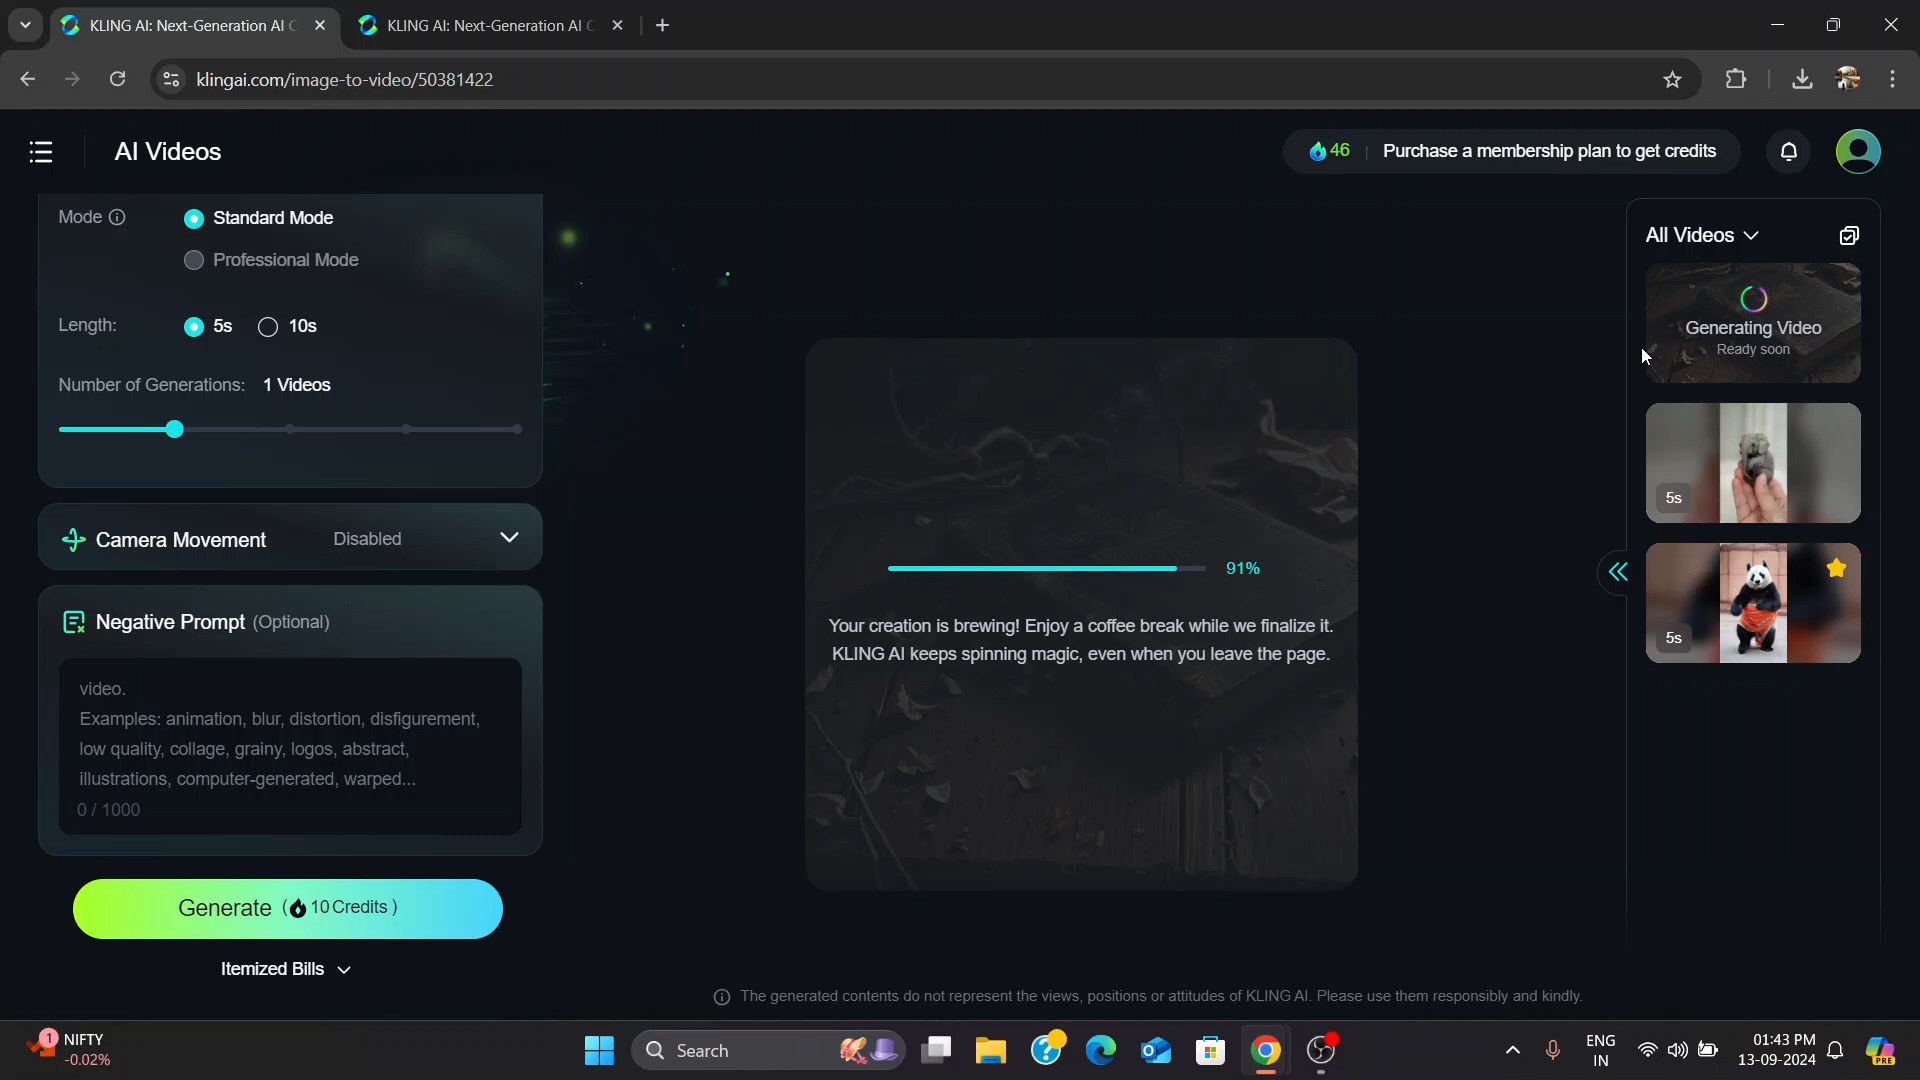 KLING AI: Next-Generation AI C
KLING AI: Next-Generation AI C
klingai.com/image-to-video/50381422
AI Videos
46
Purchase a membership plan to get credits
Mode
Standard Mode
Professional Mode
Length:
5s
10s
Number of Generations:
1 Videos
Camera Movement
Disabled
Negative Prompt (Optional)
video.
Examples: animation, blur, distortion, disfigurement,
low quality, collage, grainy, logos, abstract,
illustrations, computer-generated, warped...
0 / 1000
Generate ( 10 Credits )
Itemized Bills
91%
Your creation is brewing! Enjoy a coffee break while we finalize it.
KLING AI keeps spinning magic, even when you leave the page.
All Videos
Generating Video
Ready soon
5s
5s
The generated contents do not represent the views, positions or attitudes of KLING AI. Please use them responsibly and kindly.
1
NIFTY
-0.02%
Search
ENG
IN
01:43 PM
13-09-2024
PRE